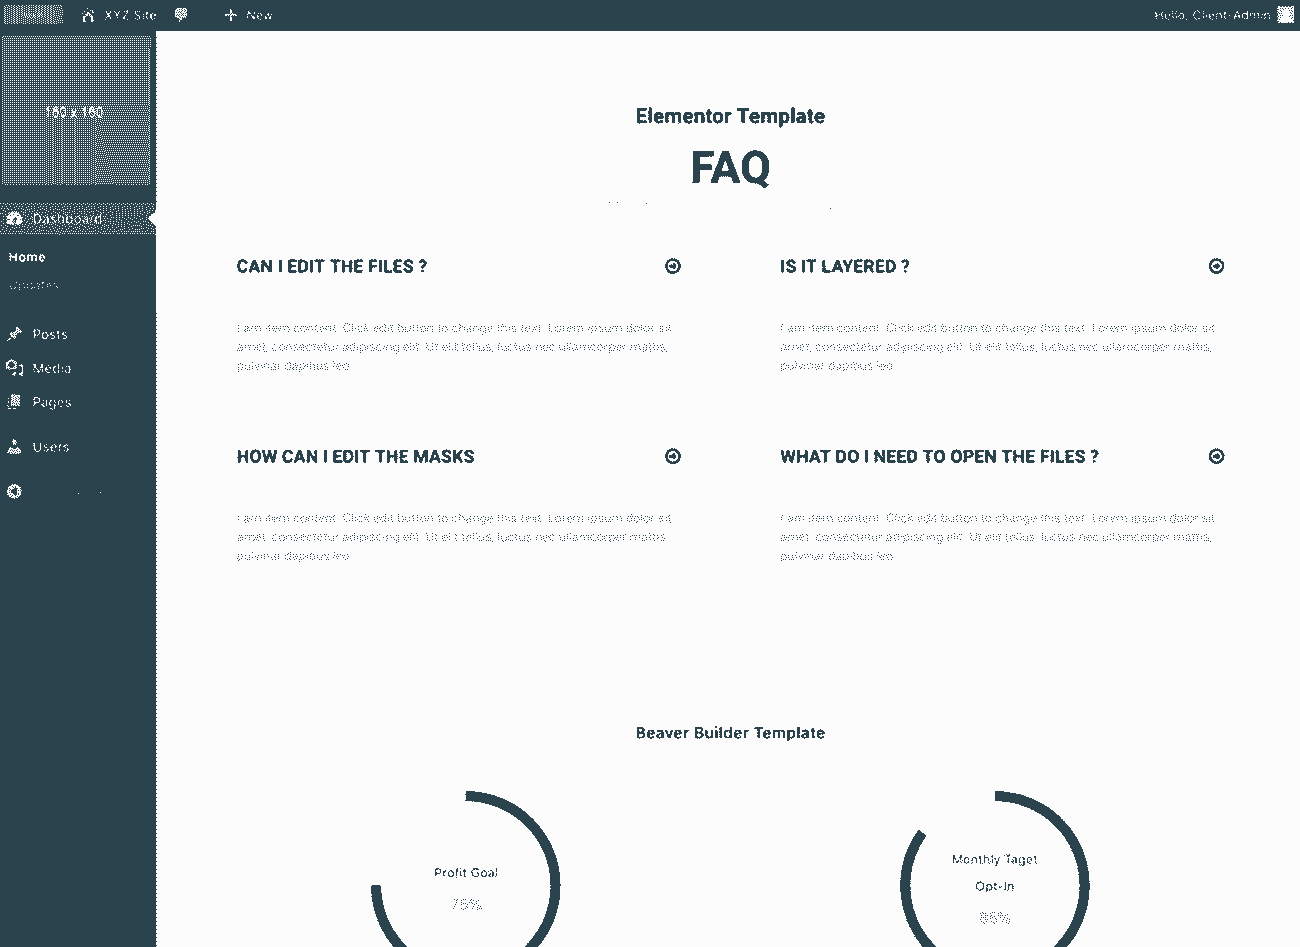 XYZ Site
New
Hello, Client-Admin
160 x 160
Dashboard
Home
Updates
Posts
Media
Pages
Users
Elementor Template
FAQ
CAN I EDIT THE FILES ?
I am item content. Click edit button to change this text. Lorem ipsum dolor sit
amet, consectetur adipiscing elit. Ut elit tellus, luctus nec ullamcorper mattis,
pulvinar dapibus leo.
IS IT LAYERED ?
I am item content. Click edit button to change this text. Lorem ipsum dolor sit
amet, consectetur adipiscing elit. Ut elit tellus, luctus nec ullamcorper mattis,
pulvinar dapibus leo.
HOW CAN I EDIT THE MASKS
I am item content. Click edit button to change this text. Lorem ipsum dolor sit
amet, consectetur adipiscing elit. Ut elit tellus, luctus nec ullamcorper mattis,
pulvinar dapibus leo.
WHAT DO I NEED TO OPEN THE FILES ?
I am item content. Click edit button to change this text. Lorem ipsum dolor sit
amet, consectetur adipiscing elit. Ut elit tellus, luctus nec ullamcorper mattis,
pulvinar dapibus leo.
Beaver Builder Template
Profit Goal
75%
Monthly Taget
Opt-In